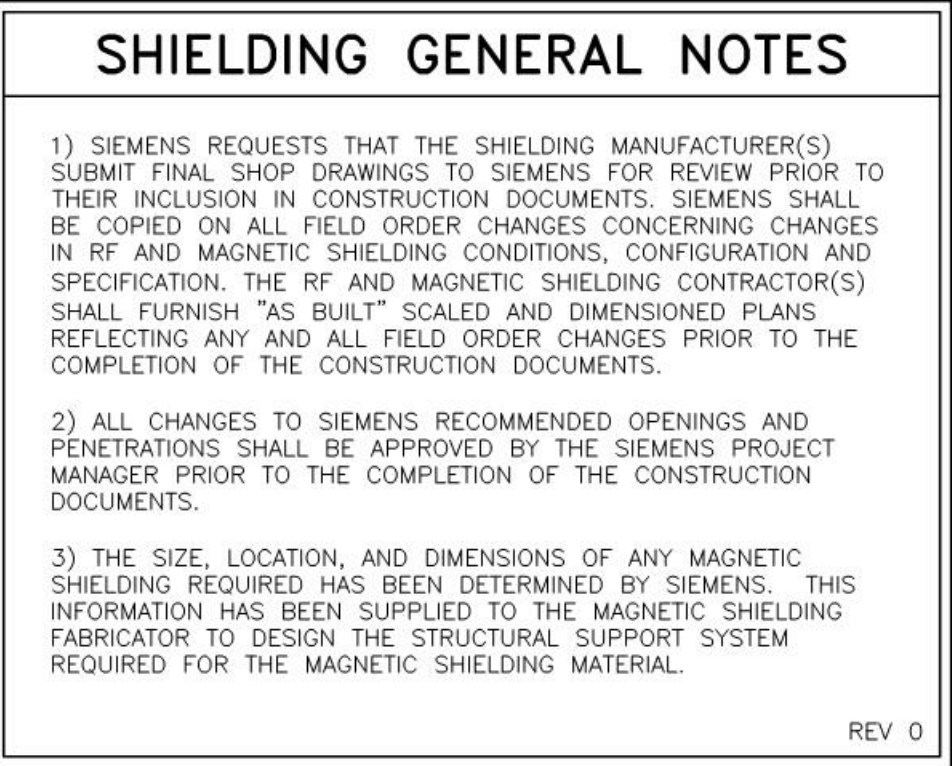 SHIELDING GENERAL NOTES
1) SIEMENS REQUESTS THAT THE SHIELDING MANUFACTURER(S)
SUBMIT FINAL SHOP DRAWINGS TO SIEMENS FOR REVIEW PRIOR TO
THEIR INCLUSION IN CONSTRUCTION DOCUMENTS. SIEMENS SHALL
BE COPIED ON ALL FIELD ORDER CHANGES CONCERNING CHANGES
IN RF AND MAGNETIC SHIELDING CONDITIONS, CONFIGURATION AND
SPECIFICATION. THE RF AND MAGNETIC SHIELDING CONTRACTOR(S)
SHALL FURNISH "AS BUILT" SCALED AND DIMENSIONED PLANS
REFLECTING ANY AND ALL FIELD ORDER CHANGES PRIOR TO THE
COMPLETION OF THE CONSTRUCTION DOCUMENTS.
2) ALL CHANGES TO SIEMENS RECOMMENDED OPENINGS AND
PENETRATIONS SHALL BE APPROVED BY THE SIEMENS PROJECT
MANAGER PRIOR TO THE COMPLETION OF THE CONSTRUCTION
DOCUMENTS.
3) THE SIZE, LOCATION, AND DIMENSIONS OF ANY MAGNETIC
SHIELDING REQUIRED HAS BEEN DETERMINED BY SIEMENS. THIS
INFORMATION HAS BEEN SUPPLIED TO THE MAGNETIC SHIELDING
FABRICATOR TO DESIGN THE STRUCTURAL SUPPORT SYSTEM
REQUIRED FOR THE MAGNETIC SHIELDING MATERIAL.
REV 0